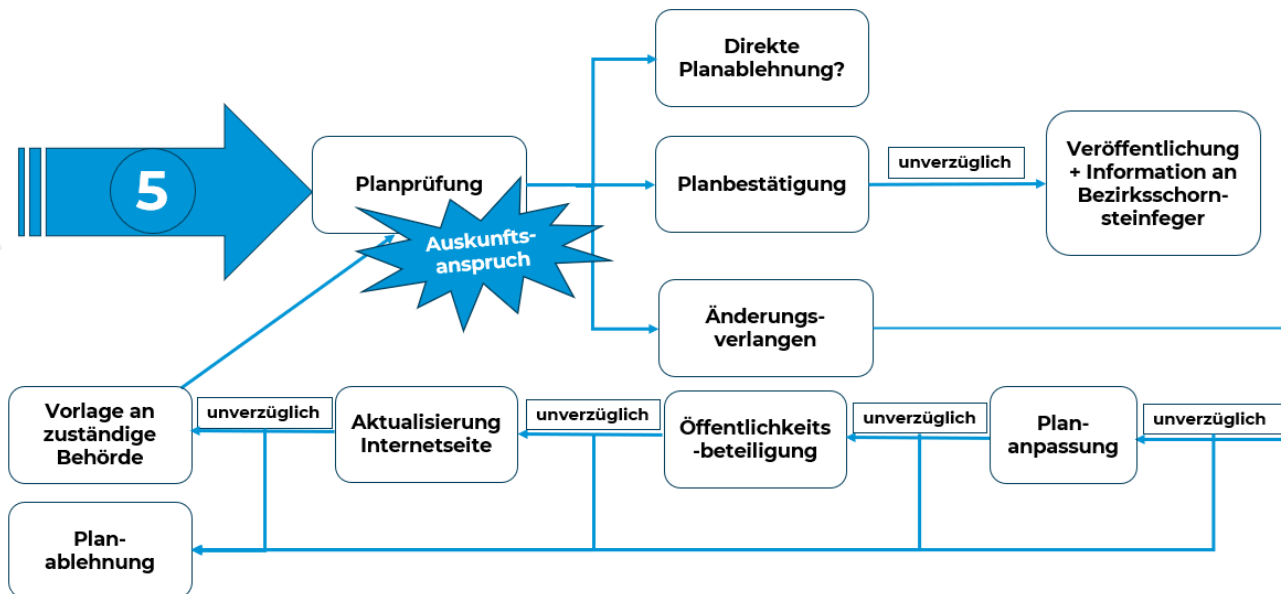 Direkte
Planablehnung?
5
Planprüfung
Auskunfts-
anspruch
Planbestätigung
unverzüglich
Veröffentlichung
+ Information an
Bezirksschorn-
steinfeger
Änderungs-
verlangen
Vorlage an
zuständige
Behörde
unverzüglich
Aktualisierung
Internetseite
unverzüglich
Öffentlichkeits
-beteiligung
unverzüglich
Plan-
anpassung
unverzüglich
Plan-
ablehnung